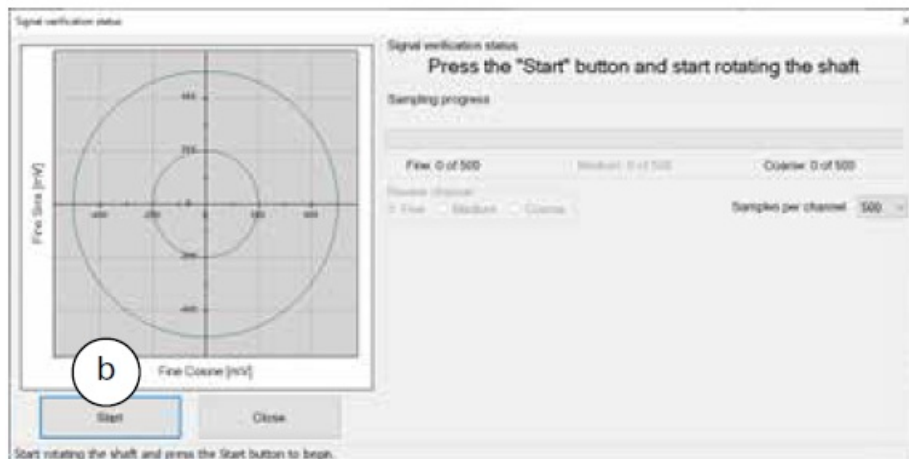 Signal verification status
Signal verification status
Press the "Start" button and start rotating the shaft
Sampling progress
Fine: 0 of 500 Medium: 0 of 500 Coarse: 0 of 500
Fine Medium Coarse
Samples per channel 500
Fine Sine [mV]
0
0
Fine Cosine [mV]
b
Start Close
Start rotating the shaft and press the Start button to begin.